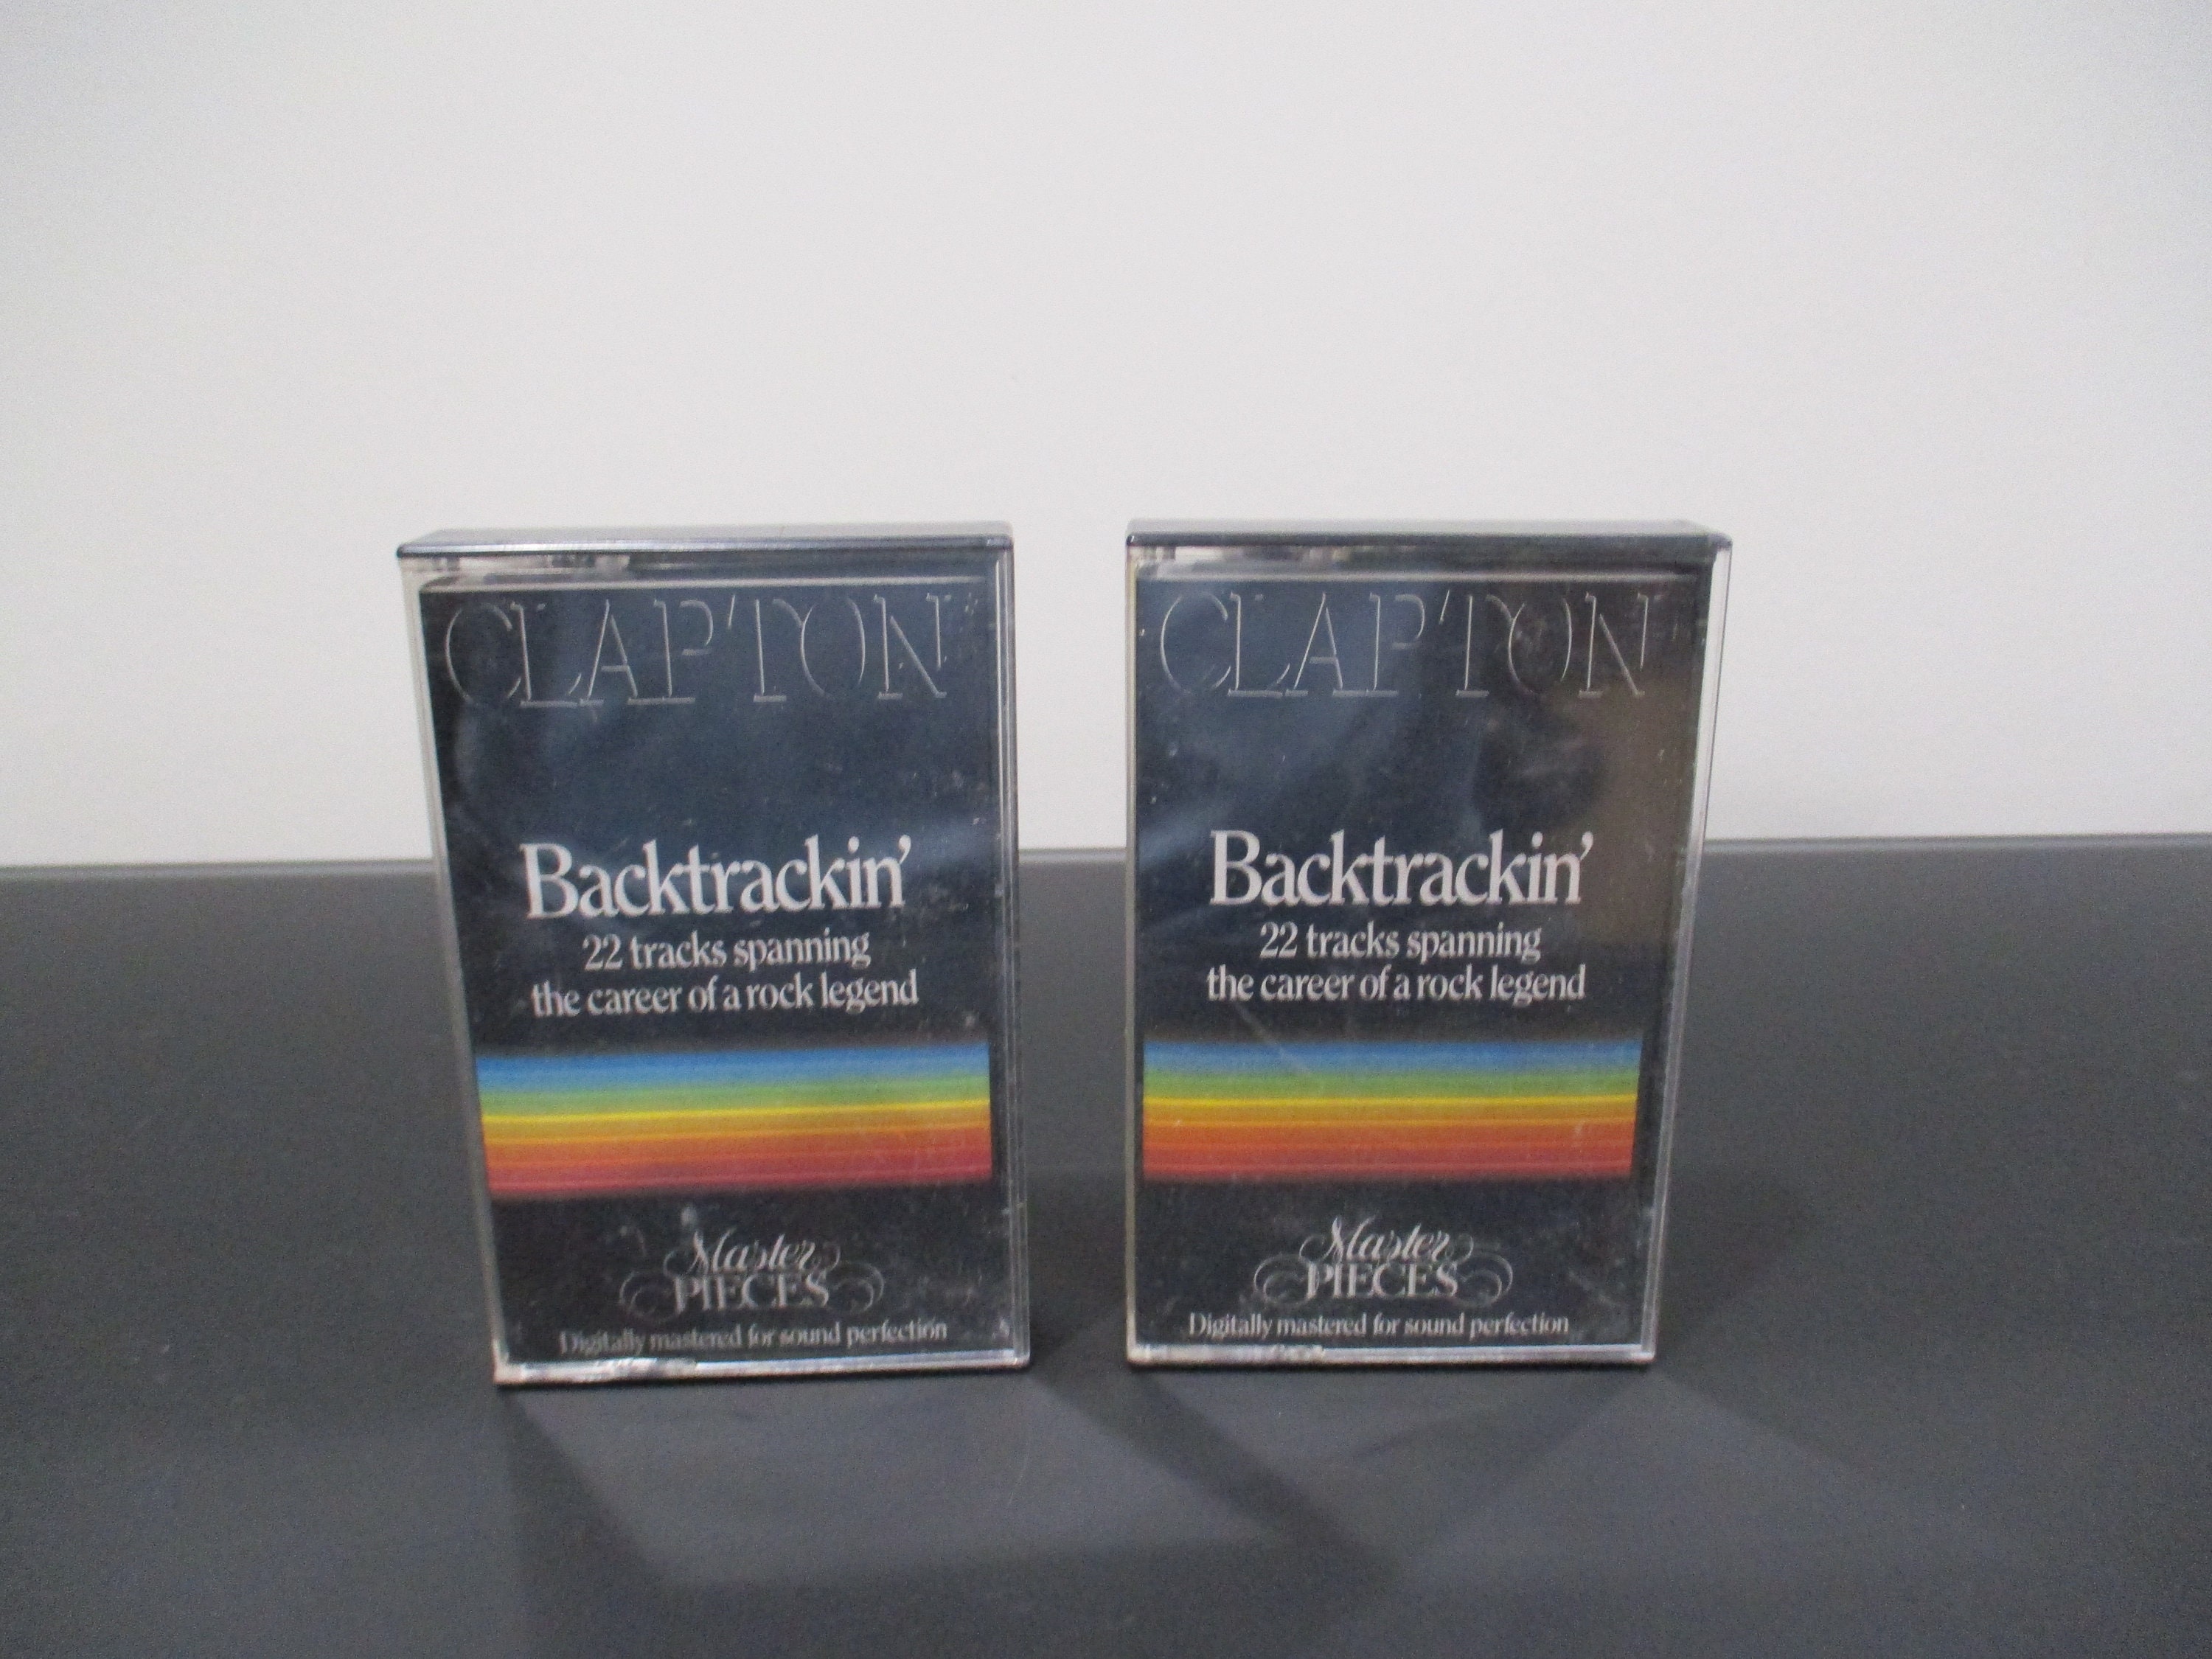 CLAPTON
Backtrackin'
22 tracks spanning
the career of a rock legend
Master
PIECES
Digitally mastered for sound perfection
CLAPTON
Backtrackin'
22 tracks spanning
the career of a rock legend
Master
PIECES
Digitally mastered for sound perfection